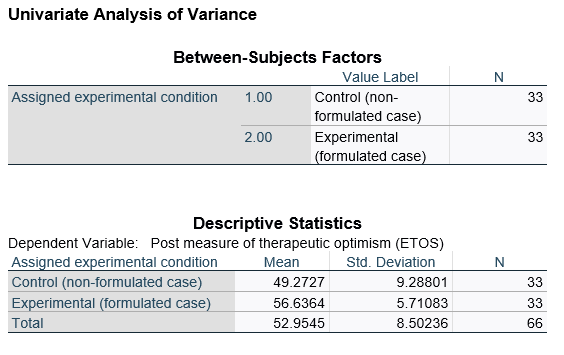 Univariate Analysis of Variance
Between-Subjects Factors
Value Label N
Assigned experimental condition 1.00 Control (non-
formulated case) 33
2.00 Experimental
(formulated case) 33
Descriptive Statistics
Dependent Variable: Post measure of therapeutic optimism (ETOS)
Assigned experimental condition Mean Std. Deviation N
Control (non-formulated case) 49.2727 9.28801 33
Experimental (formulated case) 56.6364 5.71083 33
Total 52.9545 8.50236 66